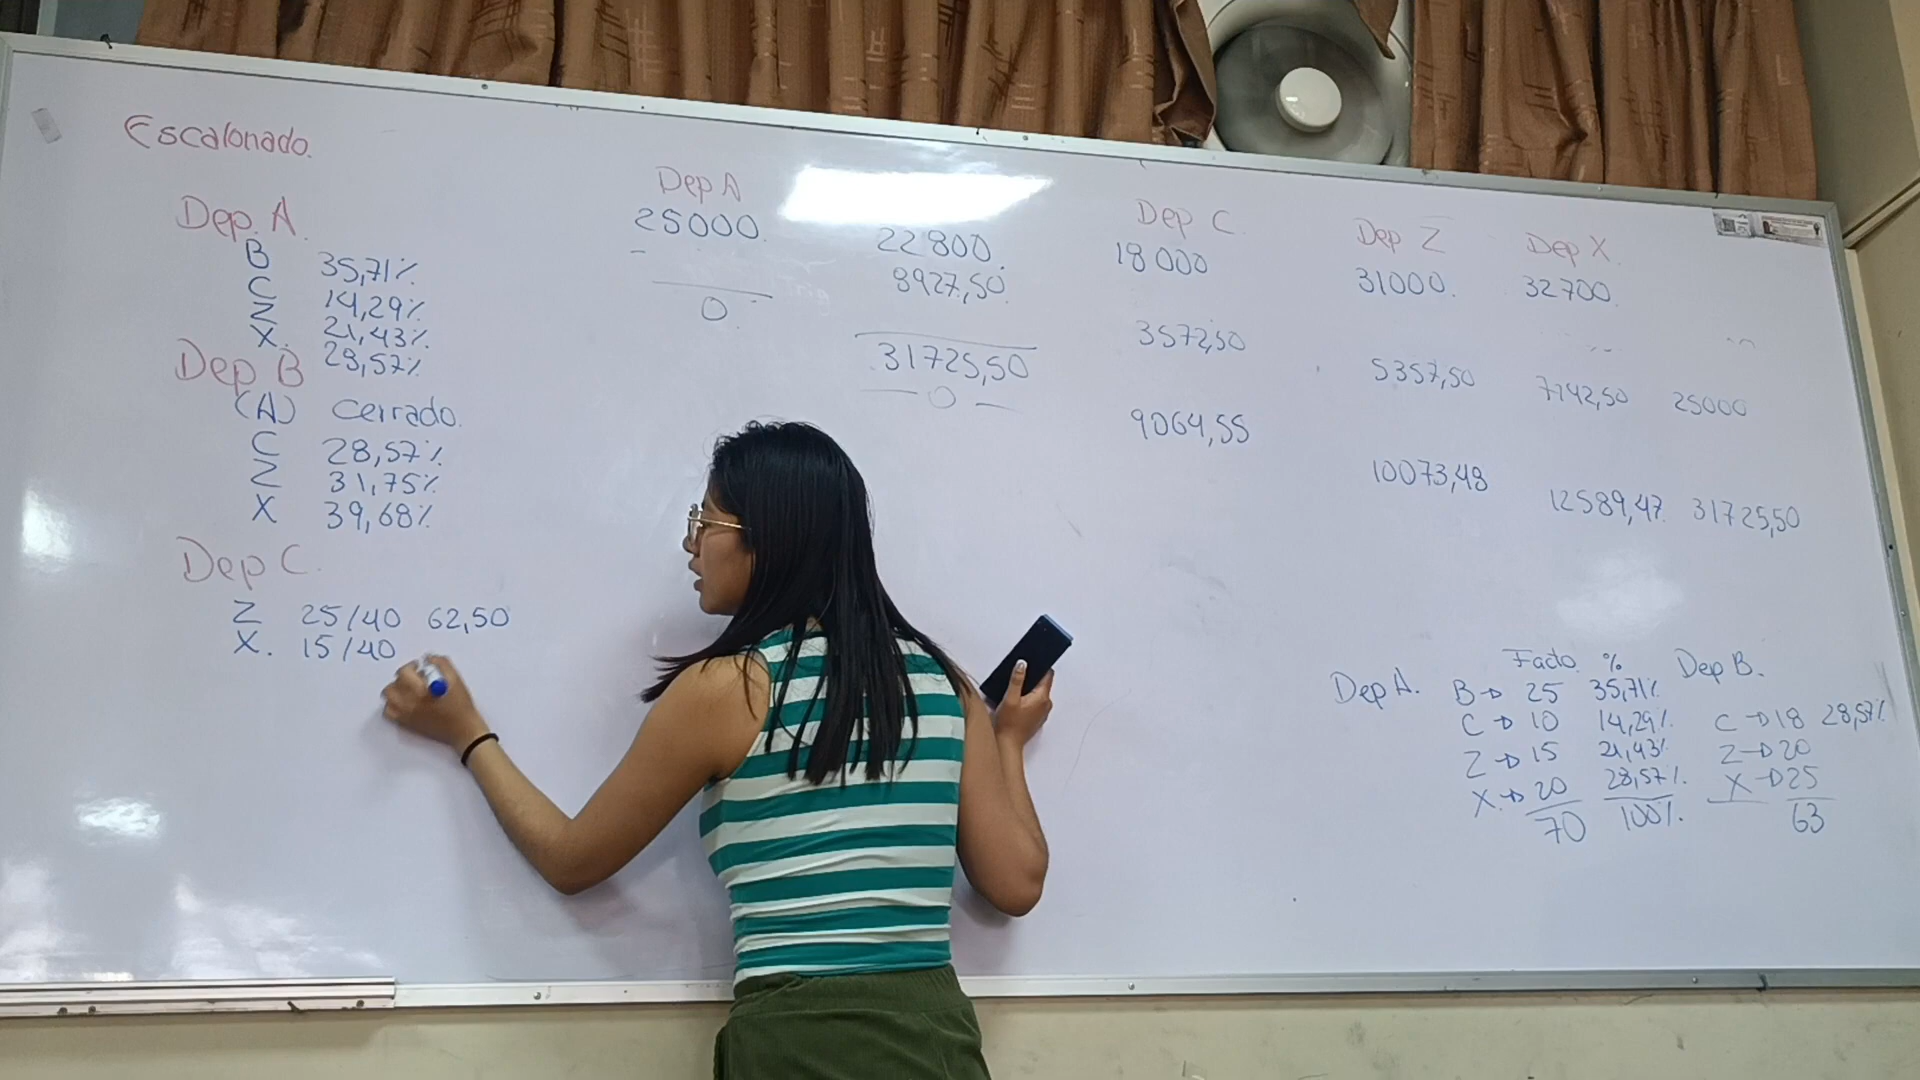 Escalonado.
Dep. A.
B 35,71%
C 14,29%
Z 21,43%
X. 28,57%
Dep B
(A) Cerrado.
C 28,57%
Z 31,75%
X 39,68%
Dep C.
Z 25/40 62,50
X. 15/40
Dep A
25000.
-
0.
22800.
8927,50.
31725,50
— 0 —
Dep C
18000
3572,50
9064,55
Dep Z
31000.
5357,50
10073,48
Dep X.
32700.
7142,50
12589,47
25000
31725,50
Facto. %
Dep A. B→ 25 35,71%
C→ 10 14,29%
Z→ 15 21,43%
X.→ 20 28,57%
70 100%
Dep B.
C→18 28,57%
Z→20
X→25
63